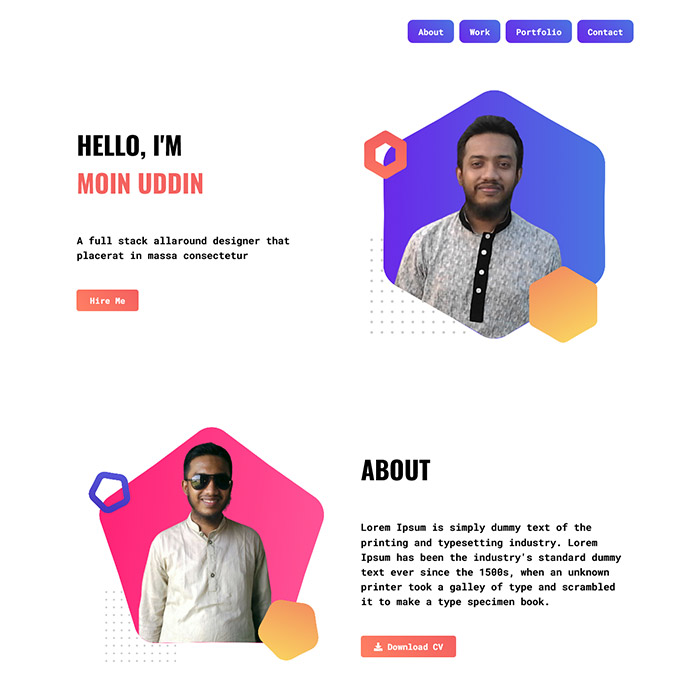 About Work Portfolio Contact
HELLO, I'M
MOIN UDDIN
A full stack allaround designer that
placerat in massa consectetur
Hire Me
ABOUT
Lorem Ipsum is simply dummy text of the
printing and typesetting industry. Lorem
Ipsum has been the industry's standard dummy
text ever since the 1500s, when an unknown
printer took a galley of type and scrambled
it to make a type specimen book.
Download CV